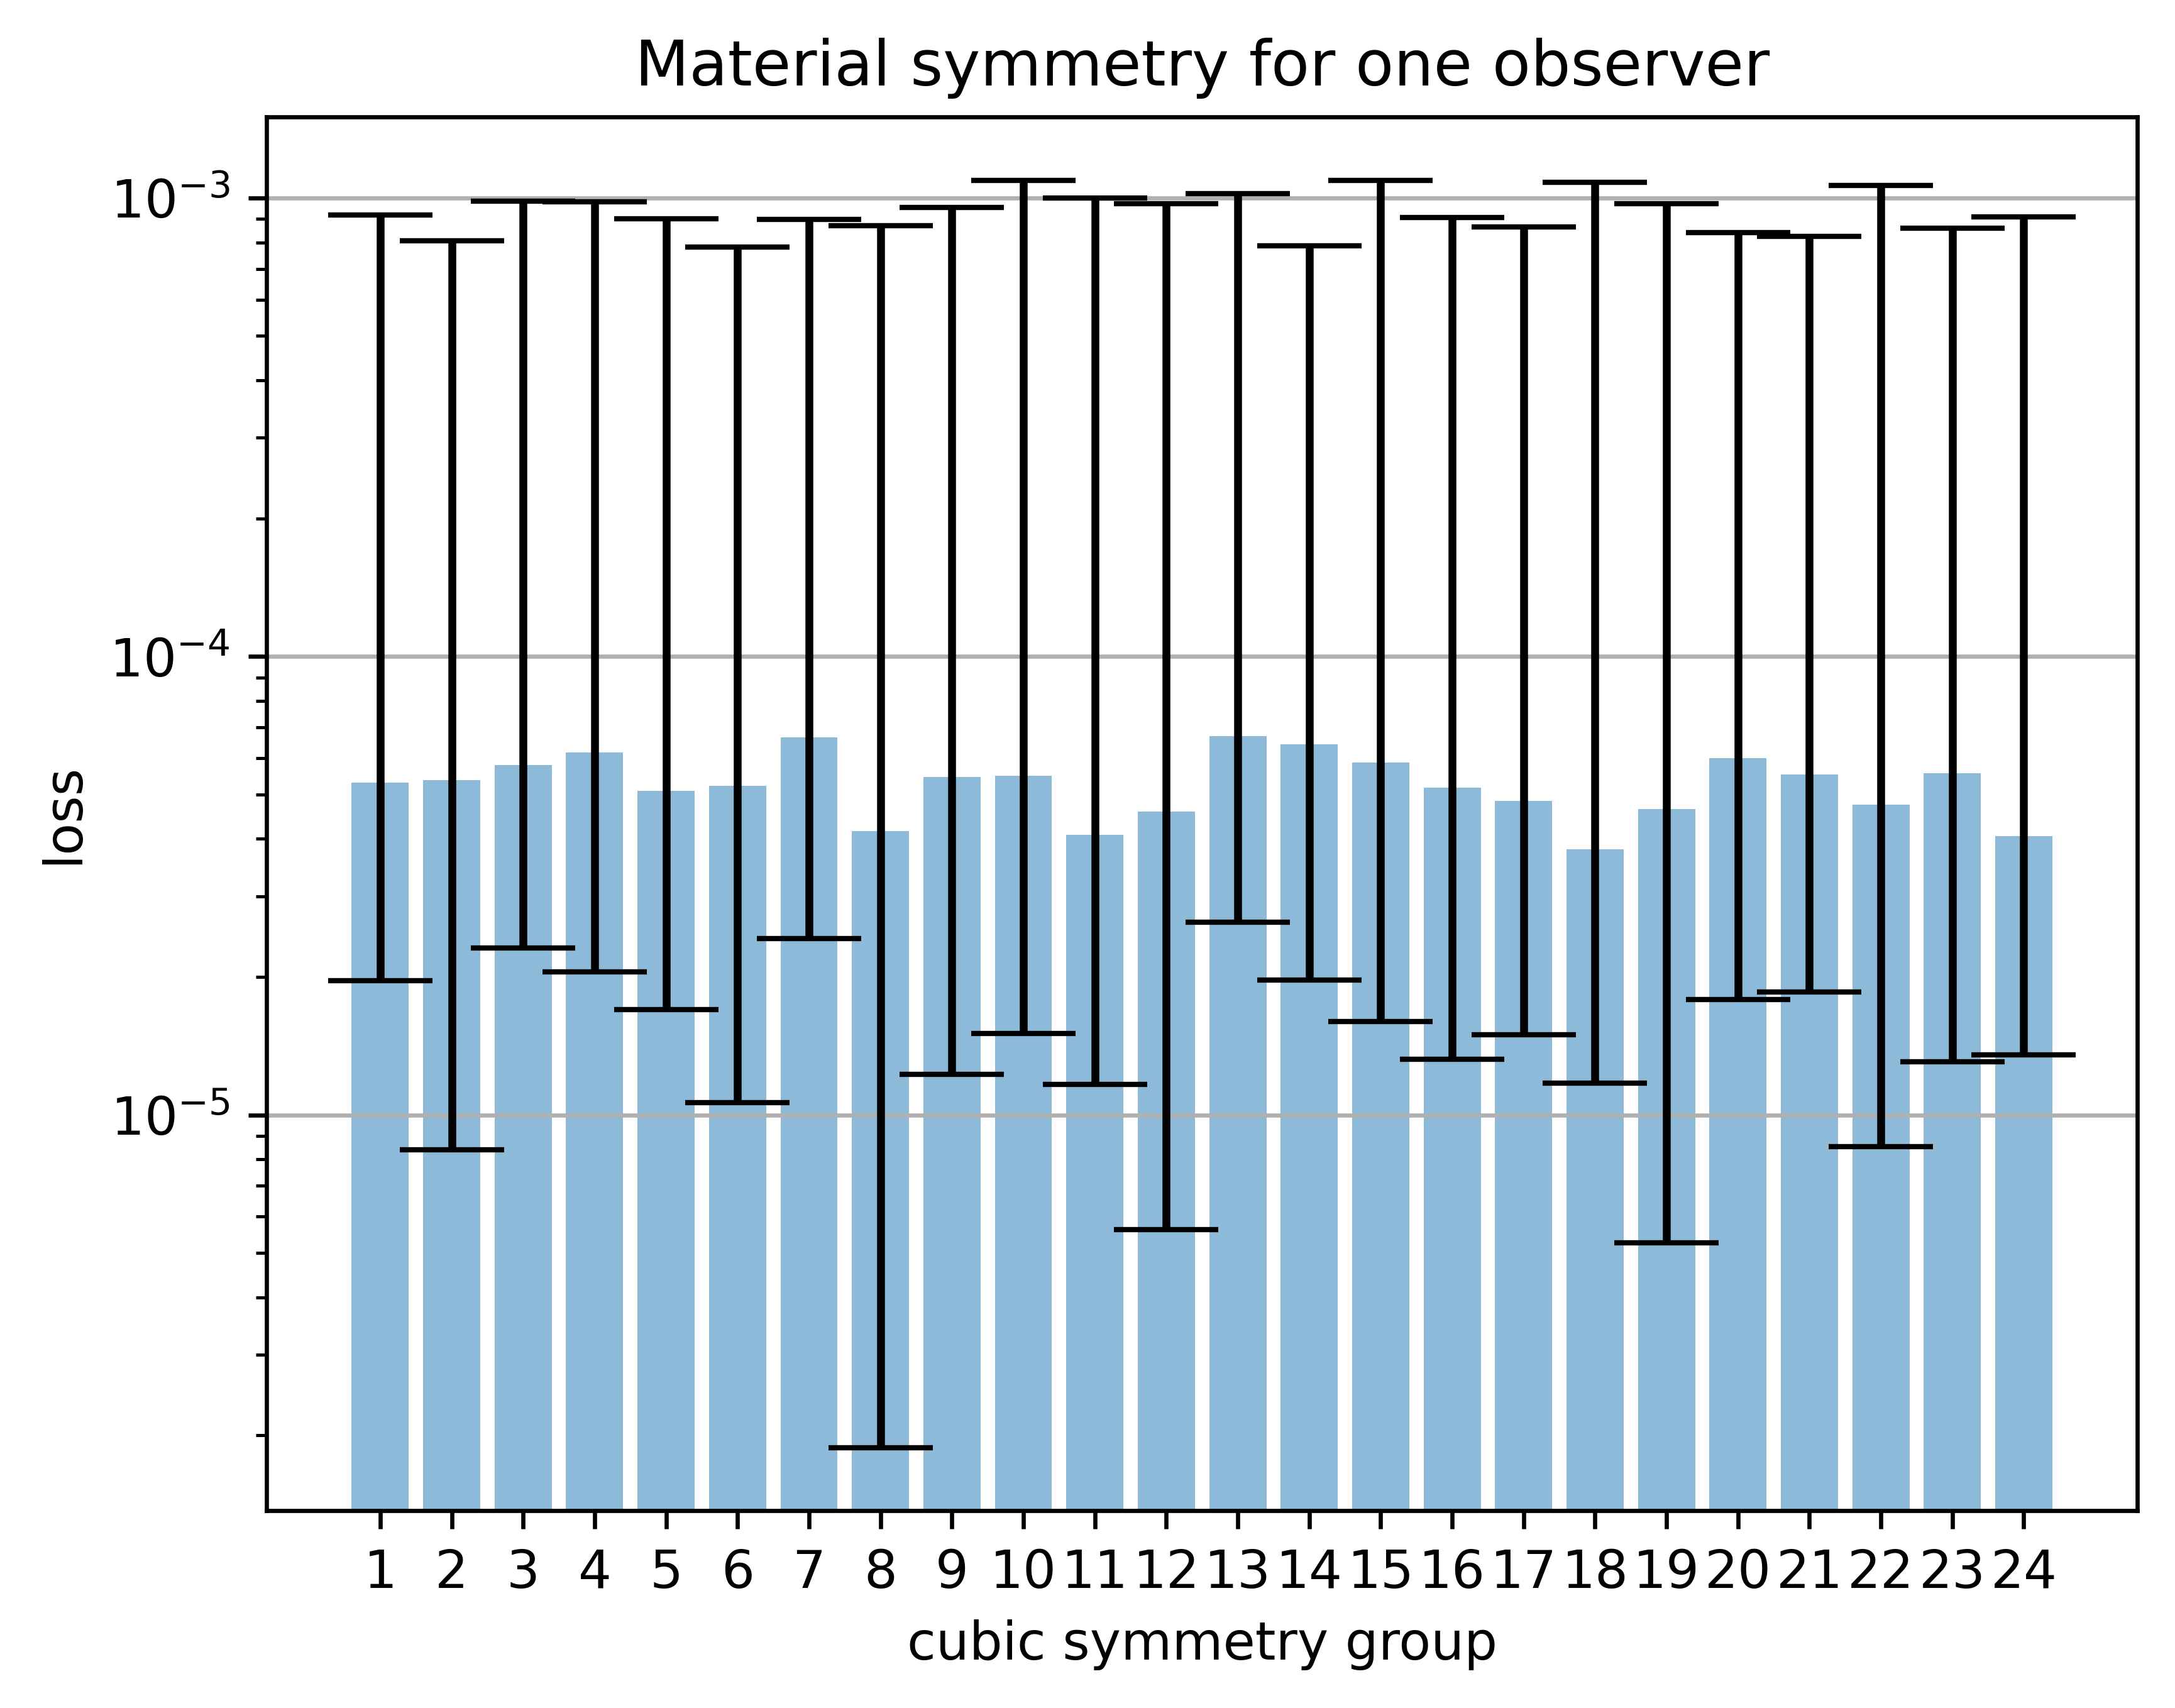 Material symmetry for one observer
10⁻³
10⁻⁴
10⁻⁵
loss
1 2 3 4 5 6 7 8 9 10 11 12 13 14 15 16 17 18 19 20 21 22 23 24
cubic symmetry group